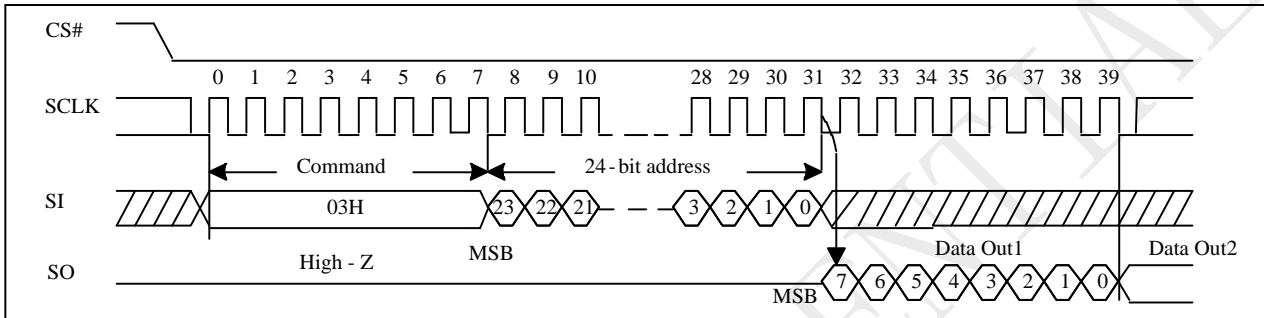 CS#
0 1 2 3 4 5 6 7 8 9 10 28 29 30 31 32 33 34 35 36 37 38 39
SCLK
Command 24-bit address
SI 03H 23 22 21 3 2 1 0
MSB Data Out1 Data Out2
High - Z
SO 7 6 5 4 3 2 1 0
MSB
ENTIAL